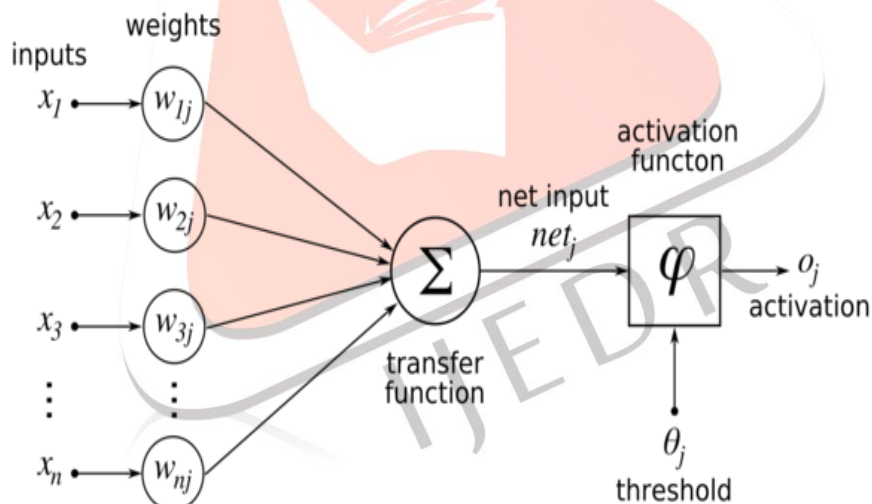 weights
inputs
x₁
w₁ⱼ
x₂
w₂ⱼ
x₃
w₃ⱼ
⋮ ⋮
xₙ
wₙⱼ
Σ
transfer
function
net input
netⱼ
activation
functon
φ
oⱼ
activation
θⱼ
threshold
IJEDR